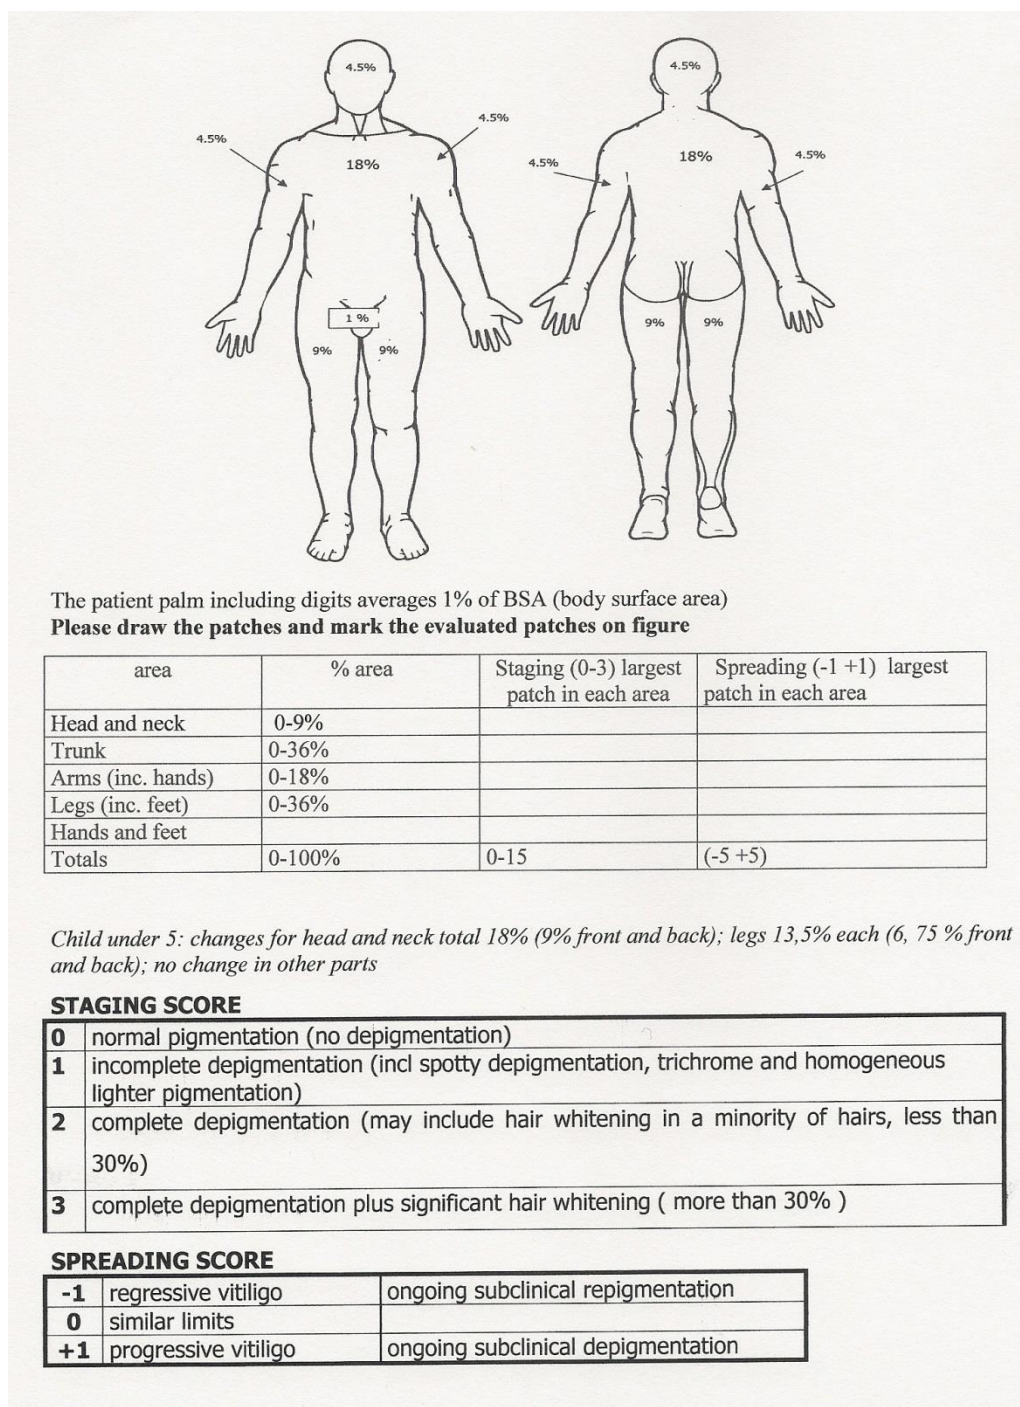 4.5%
4.5%
4.5%
4.5%
18%
4.5%
18%
4.5%
1 %
9%
9%
9%
9%
The patient palm including digits averages 1% of BSA (body surface area)
Please draw the patches and mark the evaluated patches on figure
area % area Staging (0-3) largest patch in each area Spreading (-1 +1) largest patch in each area
Head and neck 0-9%
Trunk 0-36%
Arms (inc. hands) 0-18%
Legs (inc. feet) 0-36%
Hands and feet
Totals 0-100% 0-15 (-5 +5)
Child under 5: changes for head and neck total 18% (9% front and back); legs 13,5% each (6, 75 % front
and back); no change in other parts
STAGING SCORE
0 normal pigmentation (no depigmentation)
1 incomplete depigmentation (incl spotty depigmentation, trichrome and homogeneous
lighter pigmentation)
2 complete depigmentation (may include hair whitening in a minority of hairs, less than
30%)
3 complete depigmentation plus significant hair whitening ( more than 30% )
SPREADING SCORE
-1 regressive vitiligo ongoing subclinical repigmentation
0 similar limits
+1 progressive vitiligo ongoing subclinical depigmentation